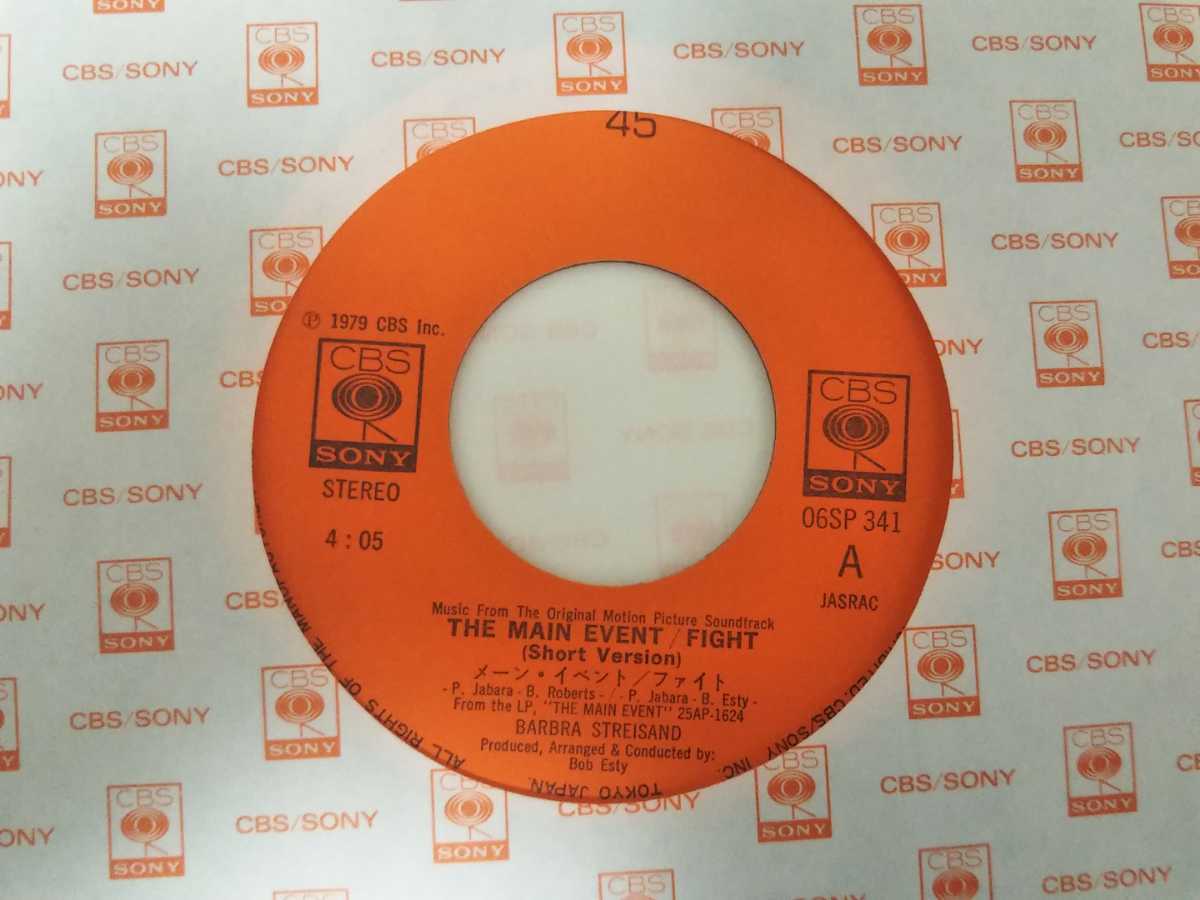 45
℗ 1979 CBS Inc.
CBS
SONY
STEREO
4:05
CBS
SONY
06SP 341
A
JASRAC
Music From The Original Motion Picture Soundtrack
THE MAIN EVENT / FIGHT
(Short Version)
メーン・イベント/ファイト
- P. Jabara - B. Roberts - / - P. Jabara - B. Esty -
From the LP, "THE MAIN EVENT" 25AP-1624
BARBRA STREISAND
Produced, Arranged & Conducted by:
Bob Esty
ALL RIGHTS OF THE
CBS/SONY INC.
TOKYO JAPAN.
CBS/SONY
CBS
SONY